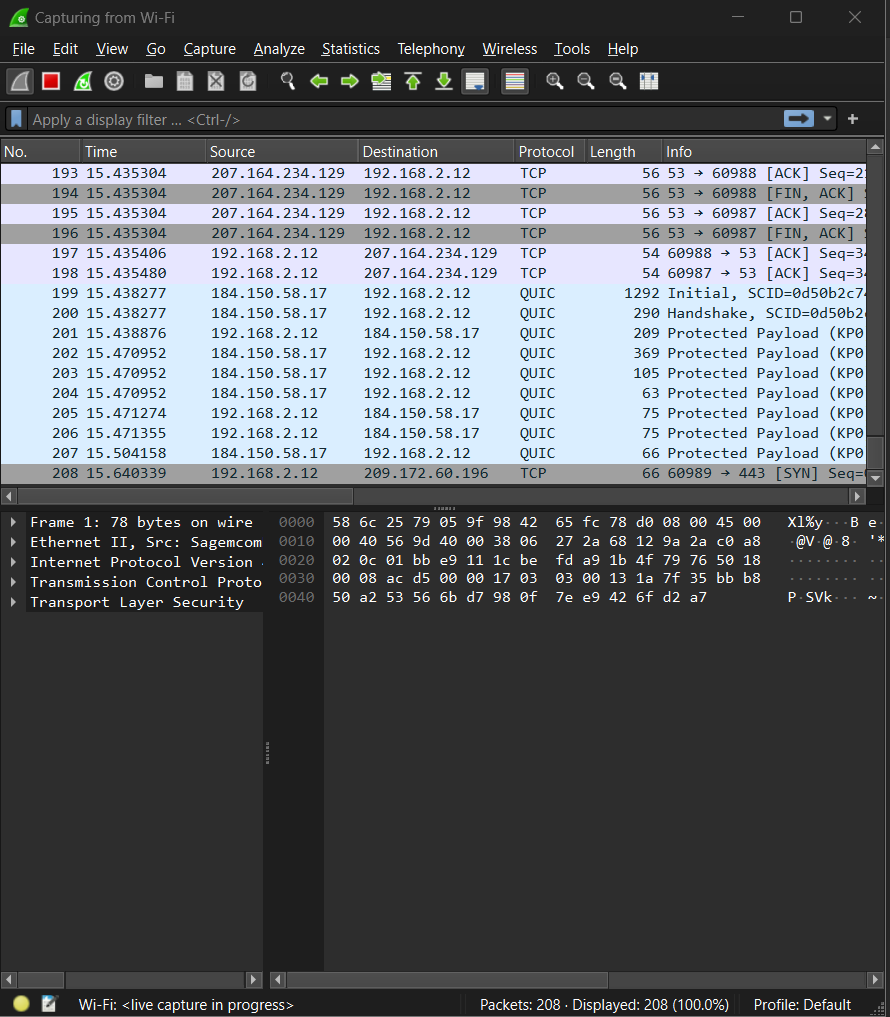 Capturing from Wi-Fi
File Edit View Go Capture Analyze Statistics Telephony Wireless Tools Help
Apply a display filter ... <Ctrl-/>
No. Time Source Destination Protocol Length Info
193 15.435304 207.164.234.129 192.168.2.12 TCP 56 53 → 60988 [ACK]
194 15.435304 207.164.234.129 192.168.2.12 TCP 56 53 → 60988 [FIN, ACK]
195 15.435304 207.164.234.129 192.168.2.12 TCP 56 53 → 60987 [ACK]
196 15.435304 207.164.234.129 192.168.2.12 TCP 56 53 → 60987 [FIN, ACK]
197 15.435406 192.168.2.12 207.164.234.129 TCP 54 60988 → 53 [ACK]
198 15.435480 192.168.2.12 207.164.234.129 TCP 54 60987 → 53 [ACK]
199 15.438277 184.150.58.17 192.168.2.12 QUIC 1292 Initial, SCID=0d50b2c7
200 15.438277 184.150.58.17 192.168.2.12 QUIC 290 Handshake, SCID=0d50b2
201 15.438876 192.168.2.12 184.150.58.17 QUIC 209 Protected Payload (KP0
202 15.470952 184.150.58.17 192.168.2.12 QUIC 369 Protected Payload (KP0
203 15.470952 184.150.58.17 192.168.2.12 QUIC 105 Protected Payload (KP0
204 15.470952 184.150.58.17 192.168.2.12 QUIC 63 Protected Payload (KP0
205 15.471274 192.168.2.12 184.150.58.17 QUIC 75 Protected Payload (KP0
206 15.471355 192.168.2.12 184.150.58.17 QUIC 75 Protected Payload (KP0
207 15.504158 184.150.58.17 192.168.2.12 QUIC 66 Protected Payload (KP0
208 15.640339 192.168.2.12 209.172.60.196 TCP 66 60989 → 443 [SYN] Seq=
Frame 1: 78 bytes on wire
Ethernet II, Src: Sagemcom
Internet Protocol Version
Transmission Control Proto
Transport Layer Security
0000 58 6c 25 79 05 9f 98 42 65 fc 78 d0 08 00 45 00 Xl%y···B e·
0010 00 40 56 9d 40 00 38 06 27 2a 68 12 9a 2a c0 a8 ·@V·@·8· '*
0020 02 0c 01 bb e9 11 1c be fd a9 1b 4f 79 76 50 18 ········ ··
0030 00 08 ac d5 00 00 17 03 03 00 13 1a 7f 35 bb b8 ········ ··
0040 50 a2 53 56 6b d7 98 0f 7e e9 42 6f d2 a7 P·SVk··· ~·
Wi-Fi: <live capture in progress>
Packets: 208 · Displayed: 208 (100.0%)
Profile: Default